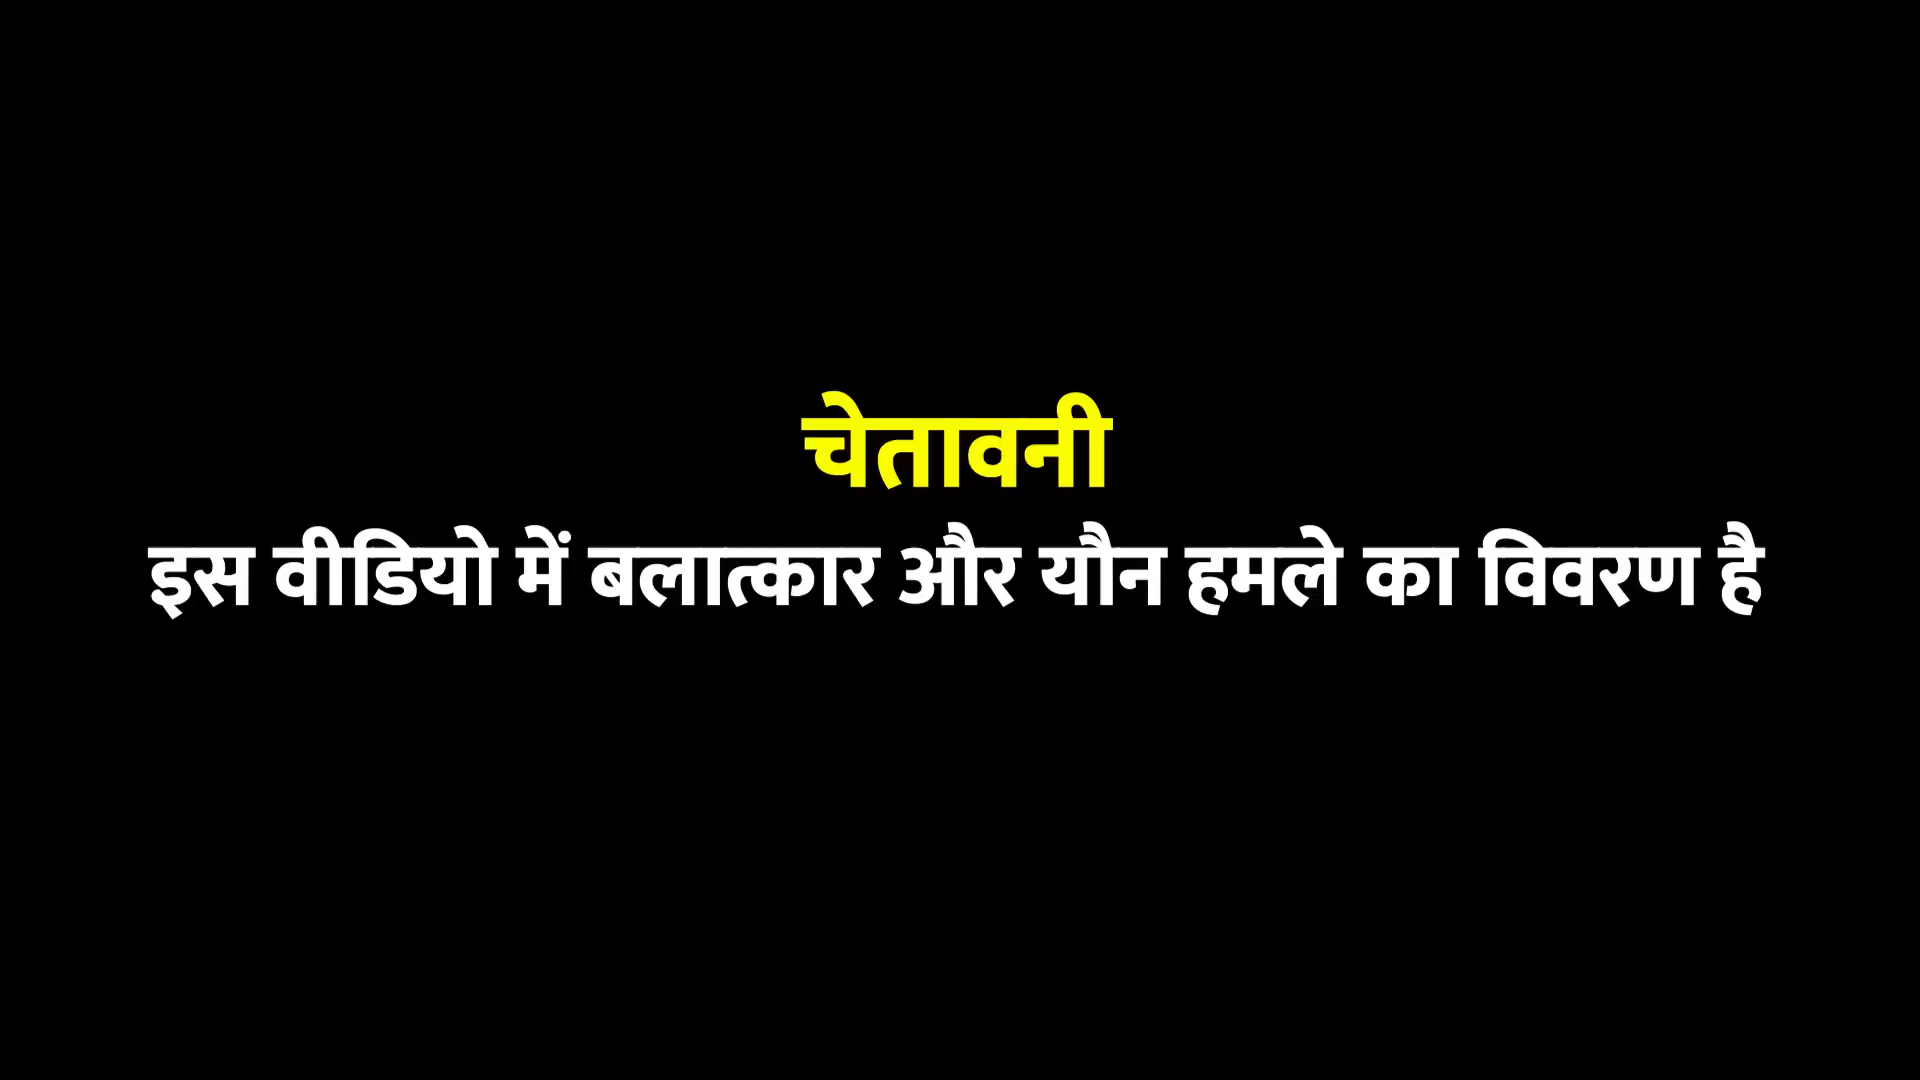 चेतावनी
इस वीडियो में बलात्कार और यौन हमले का विवरण है